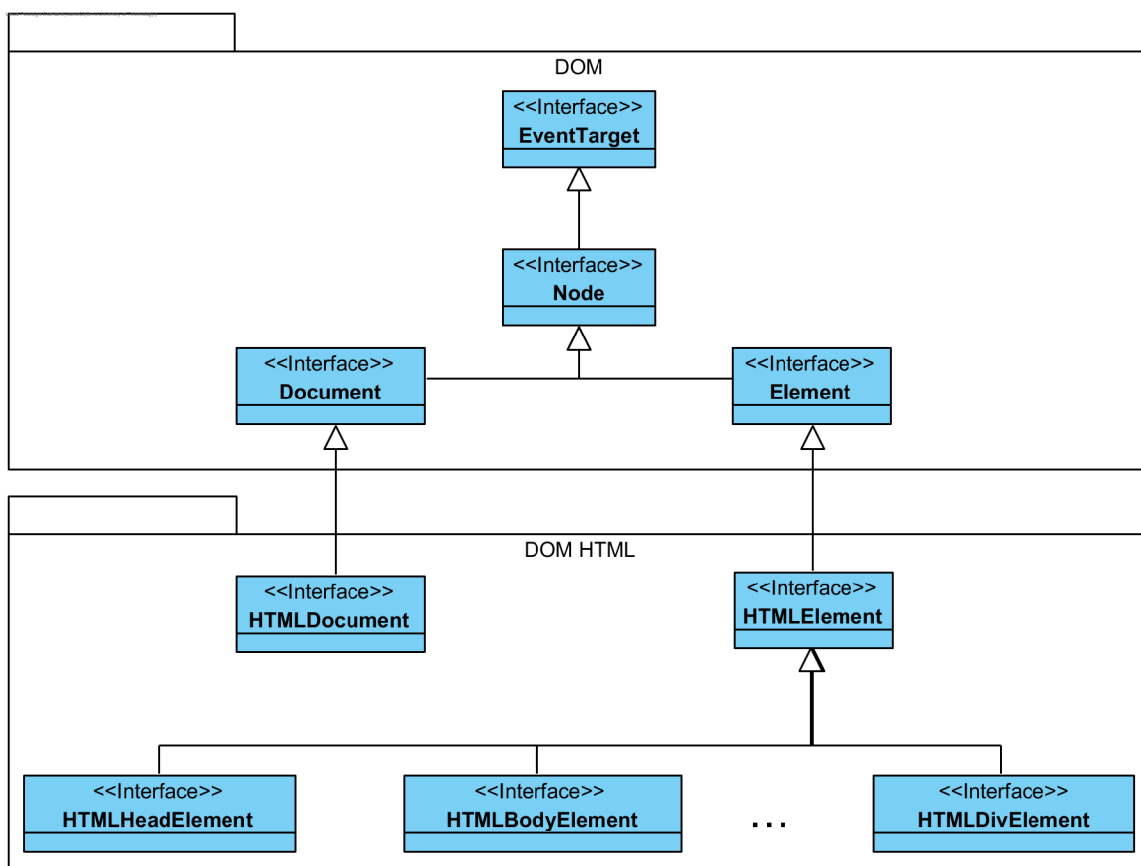 DOM
<<Interface>>
EventTarget
<<Interface>>
Node
<<Interface>>
Document
<<Interface>>
Element
DOM HTML
<<Interface>>
HTMLDocument
<<Interface>>
HTMLElement
<<Interface>>
HTMLHeadElement
<<Interface>>
HTMLBodyElement
...
<<Interface>>
HTMLDivElement